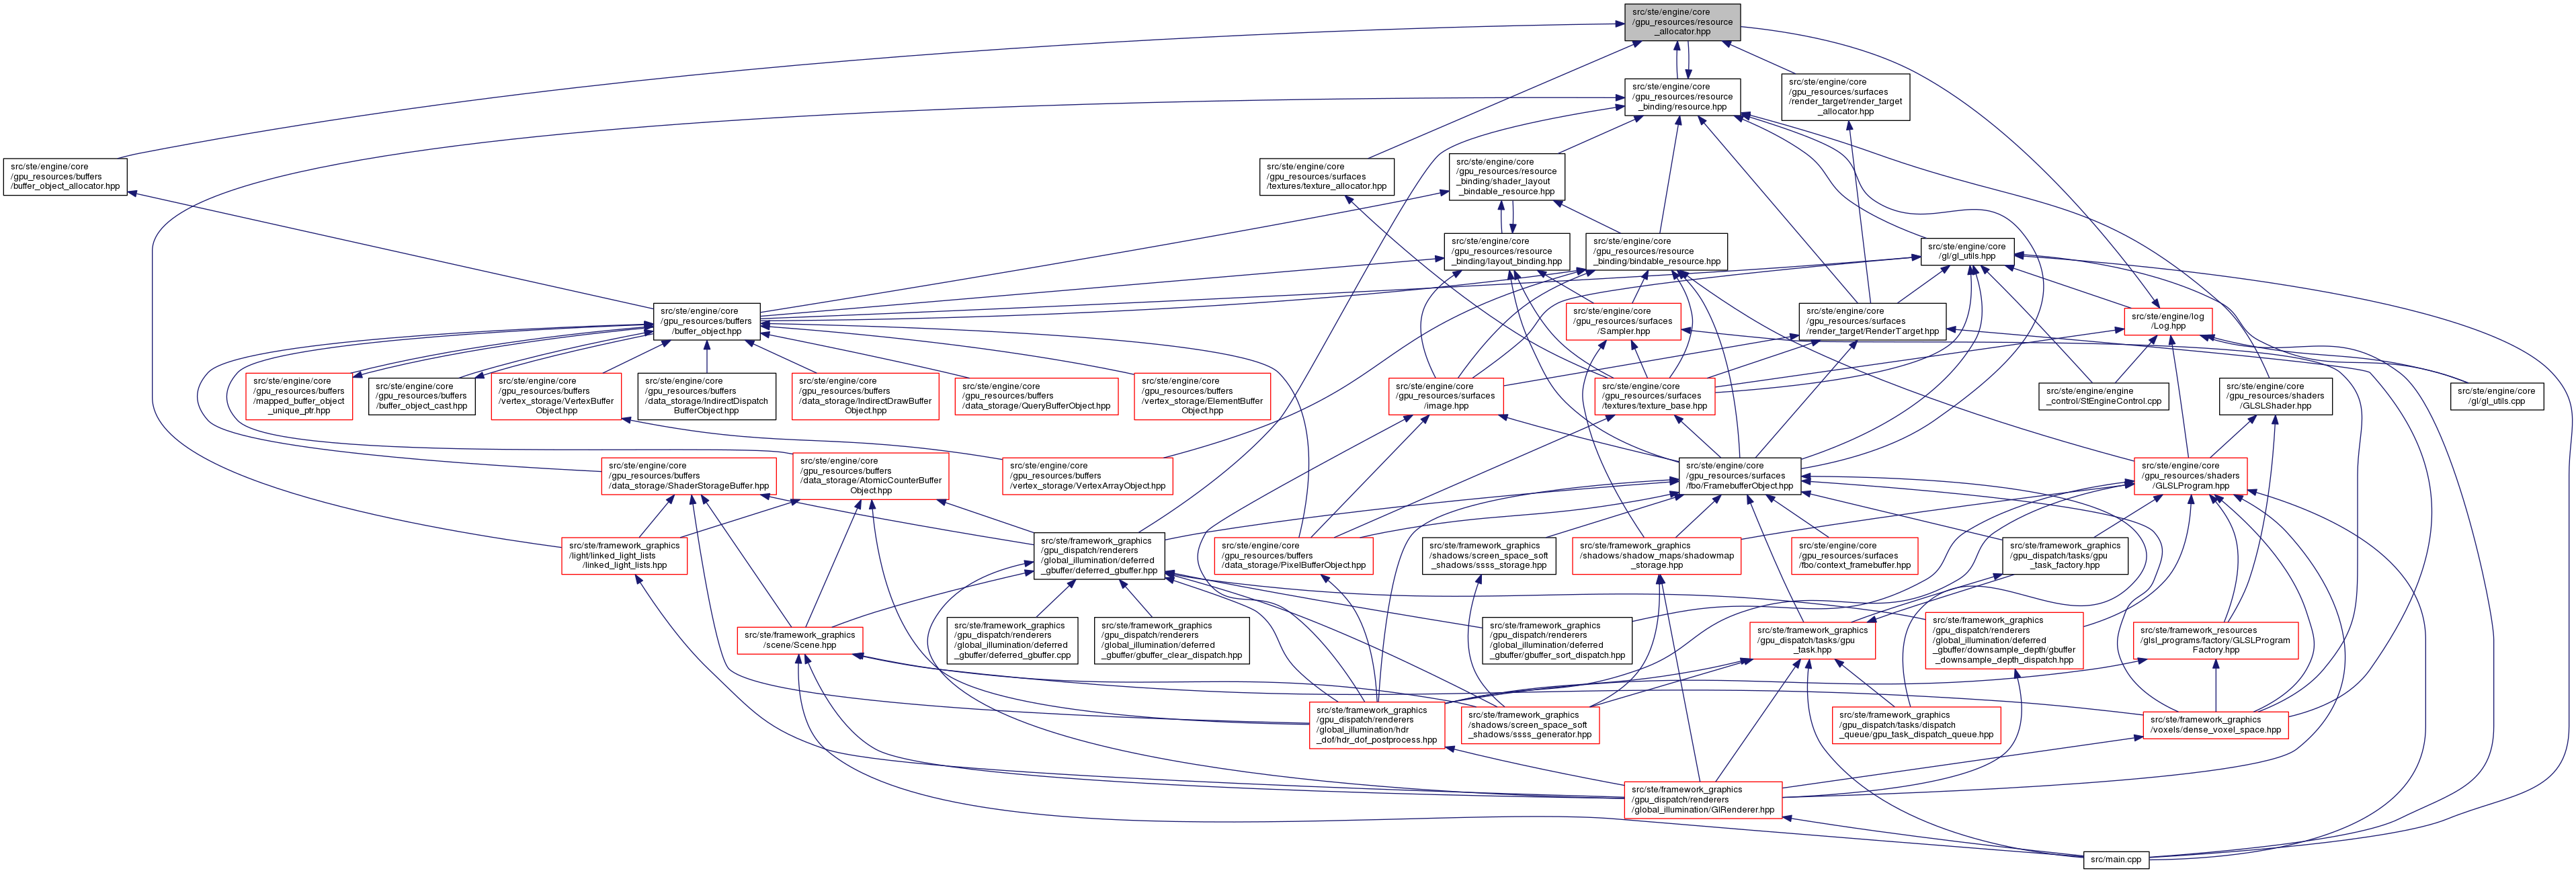 src/ste/engine/core
/gpu_resources/resource
_allocator.hpp
src/ste/engine/core
/gpu_resources/resource
_binding/resource.hpp
src/ste/engine/core
/gpu_resources/surfaces
/render_target/render_target
_allocator.hpp
src/ste/engine/core
/gpu_resources/buffers
/buffer_object_allocator.hpp
src/ste/engine/core
/gpu_resources/surfaces
/textures/texture_allocator.hpp
src/ste/engine/core
/gpu_resources/resource
_binding/shader_layout
_bindable_resource.hpp
src/ste/engine/core
/gpu_resources/resource
_binding/layout_binding.hpp
src/ste/engine/core
/gpu_resources/resource
_binding/bindable_resource.hpp
src/ste/engine/core
/gl/gl_utils.hpp
src/ste/engine/core
/gpu_resources/buffers
/buffer_object.hpp
src/ste/engine/core
/gpu_resources/surfaces
/Sampler.hpp
src/ste/engine/core
/gpu_resources/surfaces
/render_target/RenderTarget.hpp
src/ste/engine/log
/Log.hpp
src/ste/engine/core
/gpu_resources/buffers
/mapped_buffer_object
_unique_ptr.hpp
src/ste/engine/core
/gpu_resources/buffers
/buffer_object_cast.hpp
src/ste/engine/core
/gpu_resources/buffers
/vertex_storage/VertexBuffer
Object.hpp
src/ste/engine/core
/gpu_resources/buffers
/data_storage/IndirectDispatch
BufferObject.hpp
src/ste/engine/core
/gpu_resources/buffers
/data_storage/IndirectDrawBuffer
Object.hpp
src/ste/engine/core
/gpu_resources/buffers
/data_storage/QueryBufferObject.hpp
src/ste/engine/core
/gpu_resources/buffers
/vertex_storage/ElementBuffer
Object.hpp
src/ste/engine/core
/gpu_resources/surfaces
/image.hpp
src/ste/engine/core
/gpu_resources/surfaces
/textures/texture_base.hpp
src/ste/engine/engine
_control/StEngineControl.cpp
src/ste/engine/core
/gpu_resources/shaders
/GLSLShader.hpp
src/ste/engine/core
/gl/gl_utils.cpp
src/ste/engine/core
/gpu_resources/buffers
/data_storage/ShaderStorageBuffer.hpp
src/ste/engine/core
/gpu_resources/buffers
/data_storage/AtomicCounterBuffer
Object.hpp
src/ste/engine/core
/gpu_resources/buffers
/vertex_storage/VertexArrayObject.hpp
src/ste/engine/core
/gpu_resources/surfaces
/fbo/FramebufferObject.hpp
src/ste/engine/core
/gpu_resources/shaders
/GLSLProgram.hpp
src/ste/framework_graphics
/light/linked_light_lists
/linked_light_lists.hpp
src/ste/framework_graphics
/gpu_dispatch/renderers
/global_illumination/deferred
_gbuffer/deferred_gbuffer.hpp
src/ste/engine/core
/gpu_resources/buffers
/data_storage/PixelBufferObject.hpp
src/ste/framework_graphics
/shadows/screen_space_soft
_shadows/ssss_storage.hpp
src/ste/framework_graphics
/shadows/shadow_maps/shadowmap
_storage.hpp
src/ste/engine/core
/gpu_resources/surfaces
/fbo/context_framebuffer.hpp
src/ste/framework_graphics
/gpu_dispatch/tasks/gpu
_task_factory.hpp
src/ste/framework_graphics
/scene/Scene.hpp
src/ste/framework_graphics
/gpu_dispatch/renderers
/global_illumination/deferred
_gbuffer/deferred_gbuffer.cpp
src/ste/framework_graphics
/gpu_dispatch/renderers
/global_illumination/deferred
_gbuffer/gbuffer_clear_dispatch.hpp
src/ste/framework_graphics
/gpu_dispatch/renderers
/global_illumination/deferred
_gbuffer/gbuffer_sort_dispatch.hpp
src/ste/framework_graphics
/gpu_dispatch/tasks/gpu
_task.hpp
src/ste/framework_graphics
/gpu_dispatch/renderers
/global_illumination/deferred
_gbuffer/downsample_depth/gbuffer
_downsample_depth_dispatch.hpp
src/ste/framework_resources
/glsl_programs/factory/GLSLProgram
Factory.hpp
src/ste/framework_graphics
/gpu_dispatch/renderers
/global_illumination/hdr
_dof/hdr_dof_postprocess.hpp
src/ste/framework_graphics
/shadows/screen_space_soft
_shadows/ssss_generator.hpp
src/ste/framework_graphics
/gpu_dispatch/tasks/dispatch
_queue/gpu_task_dispatch_queue.hpp
src/ste/framework_graphics
/voxels/dense_voxel_space.hpp
src/ste/framework_graphics
/gpu_dispatch/renderers
/global_illumination/GIRenderer.hpp
src/main.cpp